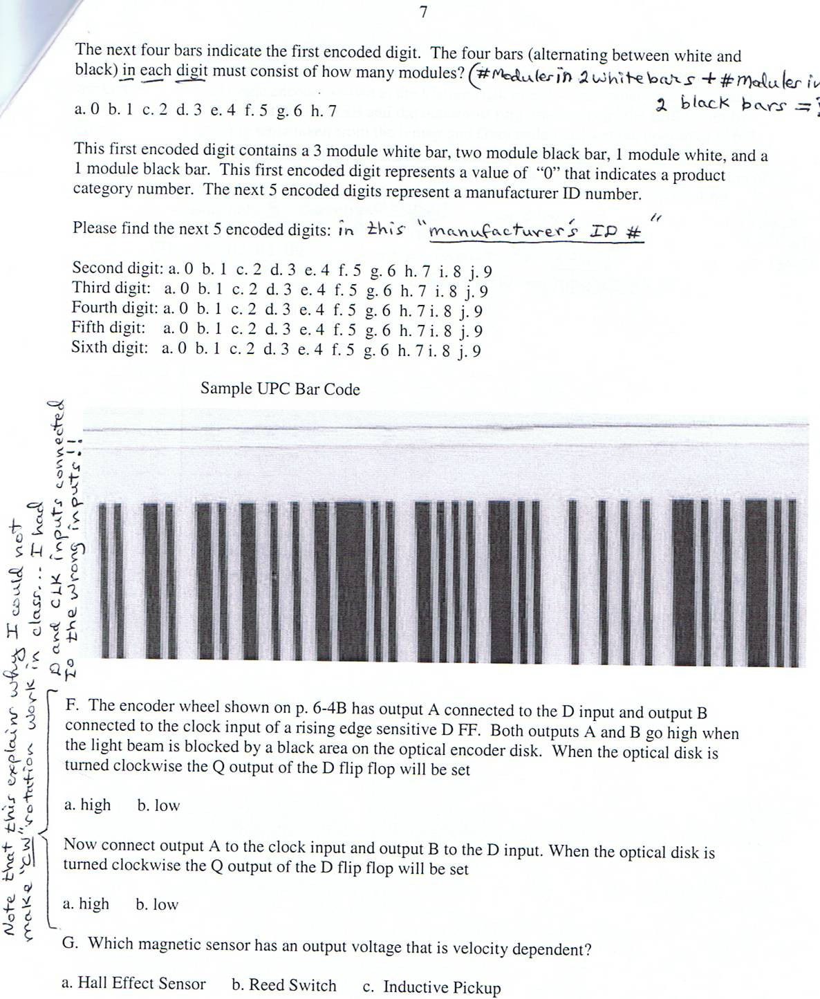 7
The next four bars indicate the first encoded digit. The four bars (alternating between white and
black) in each digit must consist of how many modules? (#Modules in 2 white bars + # modules in
2 black bars = ?
a. 0 b. 1 c. 2 d. 3 e. 4 f. 5 g. 6 h. 7
This first encoded digit contains a 3 module white bar, two module black bar, 1 module white, and a
1 module black bar. This first encoded digit represents a value of “0” that indicates a product
category number. The next 5 encoded digits represent a manufacturer ID number.
Please find the next 5 encoded digits: in this "manufacturer's ID #"
Second digit: a. 0 b. 1 c. 2 d. 3 e. 4 f. 5 g. 6 h. 7 i. 8 j. 9
Third digit: a. 0 b. 1 c. 2 d. 3 e. 4 f. 5 g. 6 h. 7 i. 8 j. 9
Fourth digit: a. 0 b. 1 c. 2 d. 3 e. 4 f. 5 g. 6 h. 7 i. 8 j. 9
Fifth digit: a. 0 b. 1 c. 2 d. 3 e. 4 f. 5 g. 6 h. 7 i. 8 j. 9
Sixth digit: a. 0 b. 1 c. 2 d. 3 e. 4 f. 5 g. 6 h. 7 i. 8 j. 9
Sample UPC Bar Code
F. The encoder wheel shown on p. 6-4B has output A connected to the D input and output B
connected to the clock input of a rising edge sensitive D FF. Both outputs A and B go high when
the light beam is blocked by a black area on the optical encoder disk. When the optical disk is
turned clockwise the Q output of the D flip flop will be set
a. high b. low
Now connect output A to the clock input and output B to the D input. When the optical disk is
turned clockwise the Q output of the D flip flop will be set
a. high b. low
Note that this explains why I could not
make "CW" rotation work in class... I had
D and CLK inputs connected
To the wrong inputs!!
G. Which magnetic sensor has an output voltage that is velocity dependent?
a. Hall Effect Sensor b. Reed Switch c. Inductive Pickup